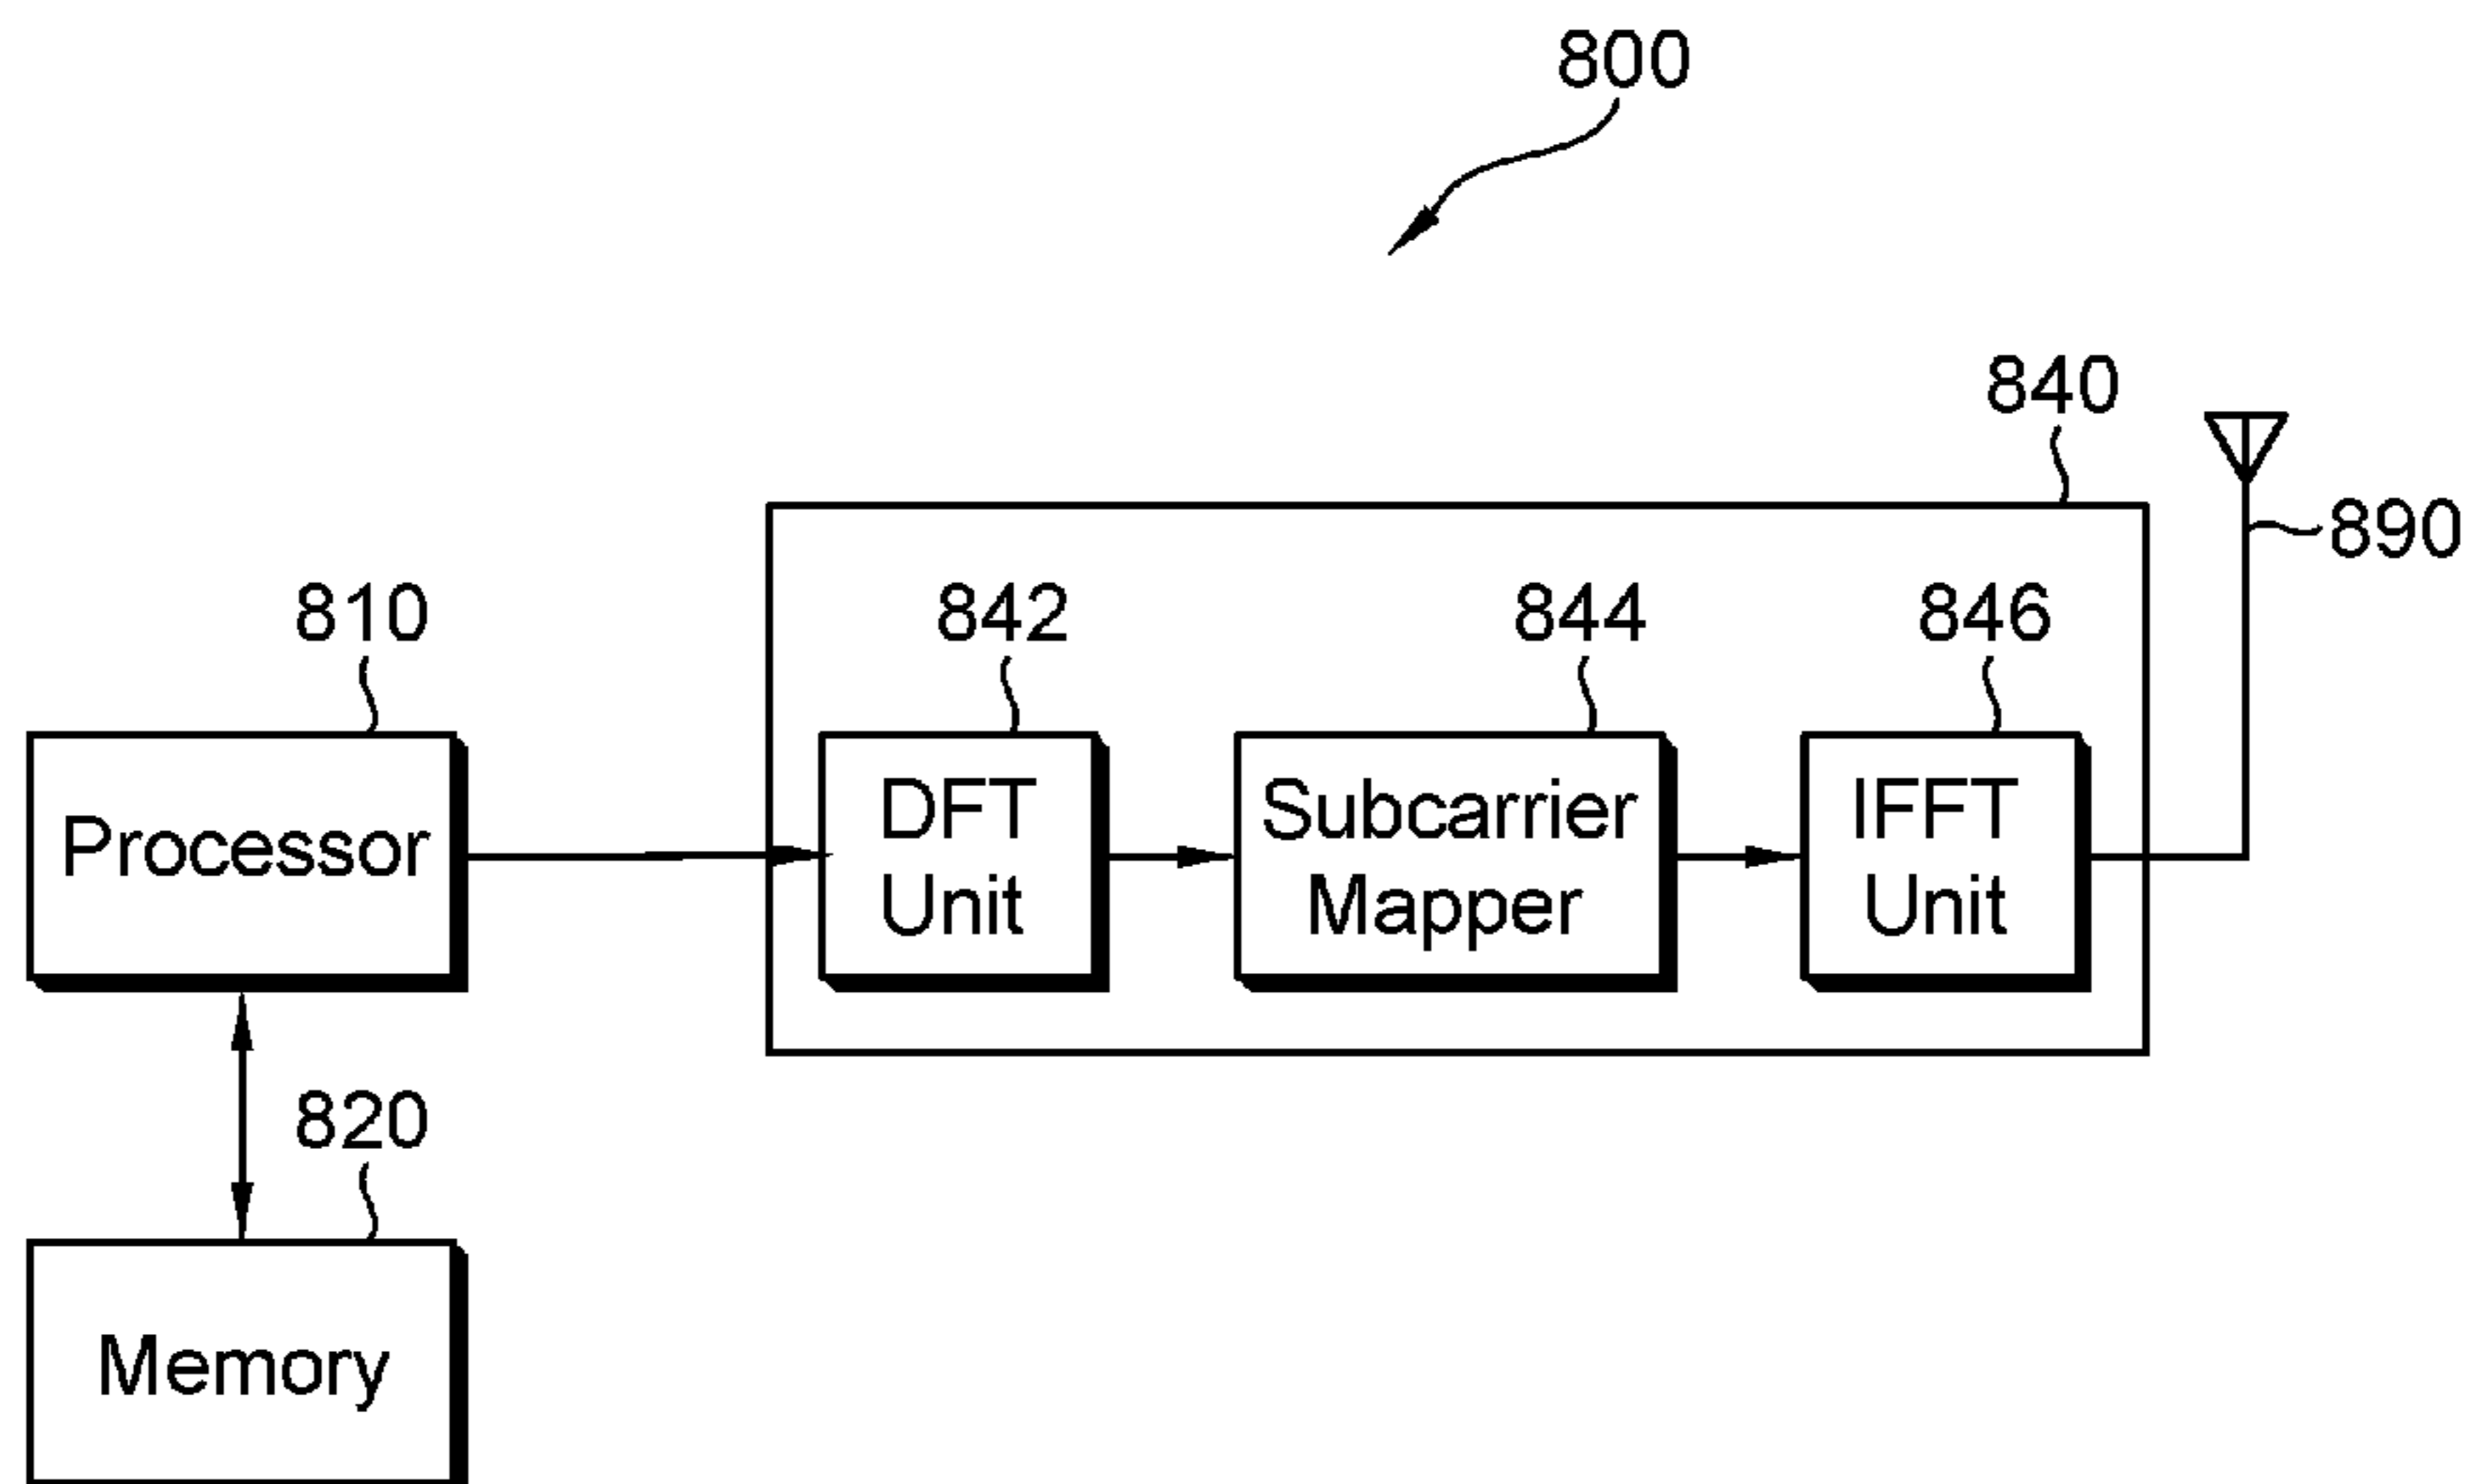 800
840
890
810
842
844
846
Processor
DFT
Unit
Subcarrier
Mapper
IFFT
Unit
820
Memory